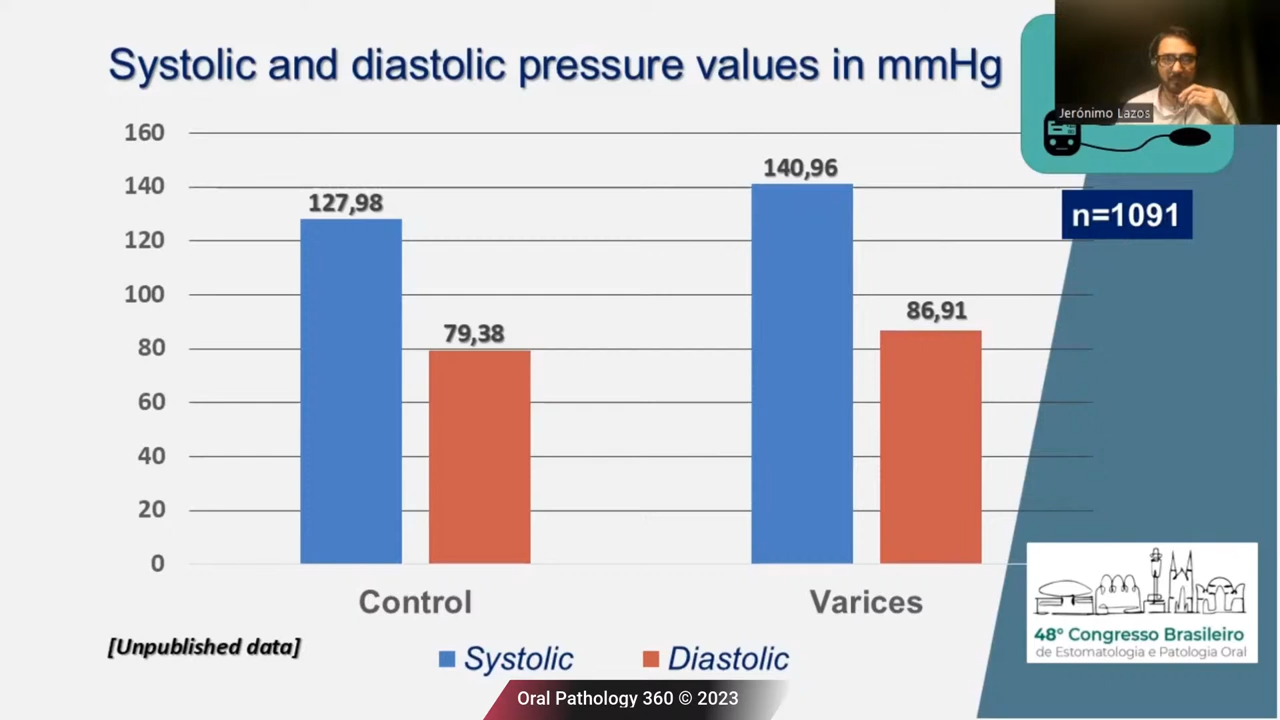 Systolic and diastolic pressure values in mmHg
Jerónimo Lazos
n=1091
160
140
120
100
80
60
40
20
0
127,98
79,38
140,96
86,91
Control
Varices
[Unpublished data]
Systolic
Diastolic
48° Congresso Brasileiro
de Estomatologia e Patologia Oral
Oral Pathology 360 © 2023